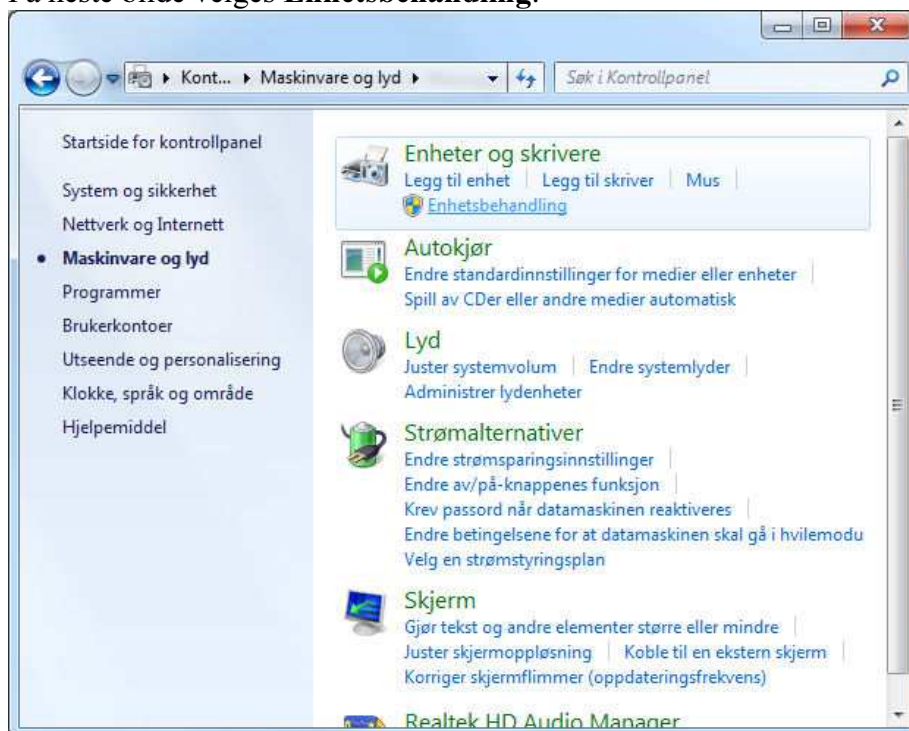 På neste bilde velges Enhetsbehandling.
Kont... Maskinvare og lyd Søk i Kontrollpanel
Startside for kontrollpanel
System og sikkerhet
Nettverk og Internett
Maskinvare og lyd
Programmer
Brukerkontoer
Utseende og personalisering
Klokke, språk og område
Hjelpemiddel
Enheter og skrivere
Legg til enhet Legg til skriver Mus
Enhetsbehandling
Autokjør
Endre standardinnstillinger for medier eller enheter
Spill av CDer eller andre medier automatisk
Lyd
Juster systemvolum Endre systemlyder
Administrer lydenheter
Strømalternativer
Endre strømsparingsinnstillinger
Endre av/på-knappenes funksjon
Krev passord når datamaskinen reaktiveres
Endre betingelsene for at datamaskinen skal gå i hvilemodu
Velg en strømstyringsplan
Skjerm
Gjør tekst og andre elementer større eller mindre
Juster skjermoppløsning Koble til en ekstern skjerm
Korriger skjermflimmer (oppdateringsfrekvens)
Realtek HD Audio Manager